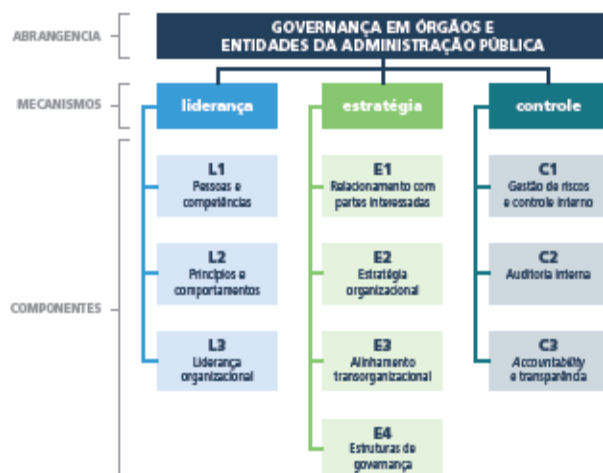 ABRANGENCIA
GOVERNANÇA EM ÓRGÃOS E
ENTIDADES DA ADMINISTRAÇÃO PÚBLICA
MECANISMOS
liderança
estratégia
controle
COMPONENTES
L1
Pessoas e
competências
L2
Princípios e
comportamentos
L3
Liderança
organizacional
E1
Relacionamento com
partes interessadas
E2
Estratégia
organizacional
E3
Alinhamento
transorganizacional
E4
Estruturas de
governança
C1
Gestão de riscos
e controle interno
C2
Auditoria interna
C3
Accountability
e transparência